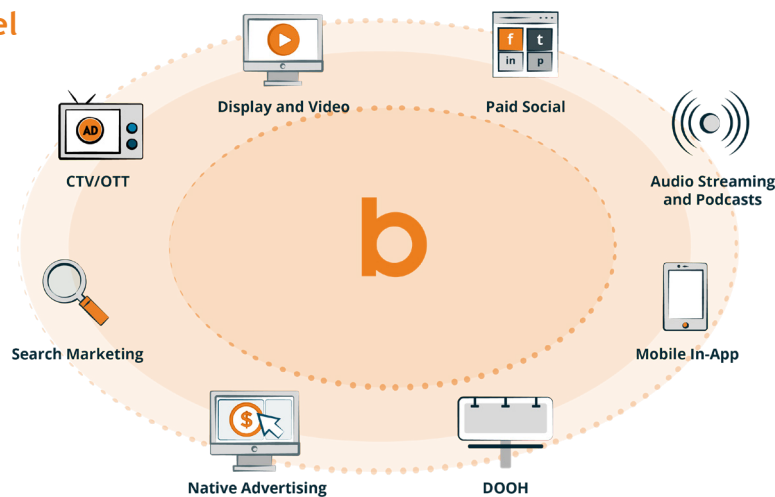 el
f t
in p
Display and Video
Paid Social
AD
CTV/OTT
Audio Streaming
and Podcasts
b
Search Marketing
Mobile In-App
$
Native Advertising
DOOH